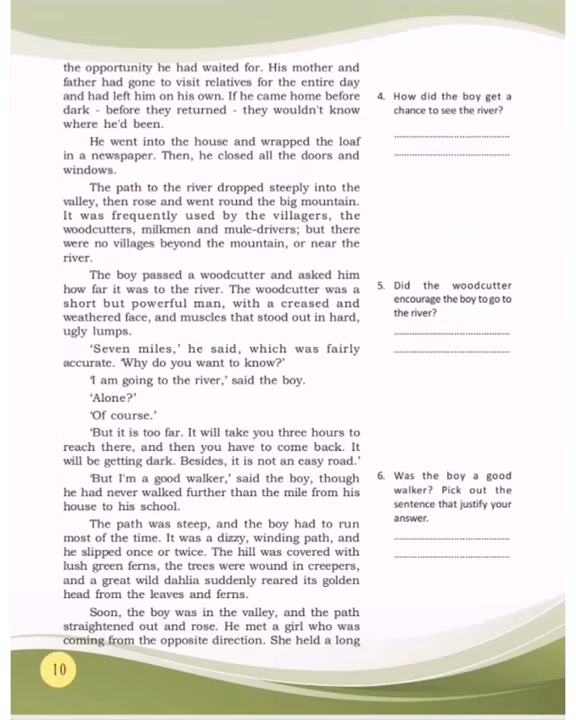 the opportunity he had waited for. His mother and
father had gone to visit relatives for the entire day
and had left him on his own. If he came home before
dark - before they returned - they wouldn't know
where he'd been.
He went into the house and wrapped the loaf
in a newspaper. Then, he closed all the doors and
windows.
The path to the river dropped steeply into the
valley, then rose and went round the big mountain.
It was frequently used by the villagers, the
woodcutters, milkmen and mule-drivers; but there
were no villages beyond the mountain, or near the
river.
The boy passed a woodcutter and asked him
how far it was to the river. The woodcutter was a
short but powerful man, with a creased and
weathered face, and muscles that stood out in hard,
ugly lumps.
‘Seven miles,’ he said, which was fairly
accurate. ‘Why do you want to know?’
‘I am going to the river,’ said the boy.
‘Alone?’
‘Of course.’
‘But it is too far. It will take you three hours to
reach there, and then you have to come back. It
will be getting dark. Besides, it is not an easy road.’
‘But I'm a good walker,’ said the boy, though
he had never walked further than the mile from his
house to his school.
The path was steep, and the boy had to run
most of the time. It was a dizzy, winding path, and
he slipped once or twice. The hill was covered with
lush green ferns, the trees were wound in creepers,
and a great wild dahlia suddenly reared its golden
head from the leaves and ferns.
Soon, the boy was in the valley, and the path
straightened out and rose. He met a girl who was
coming from the opposite direction. She held a long
4. How did the boy get a
chance to see the river?
5. Did the woodcutter
encourage the boy to go to
the river?
6. Was the boy a good
walker? Pick out the
sentence that justify your
answer.
10